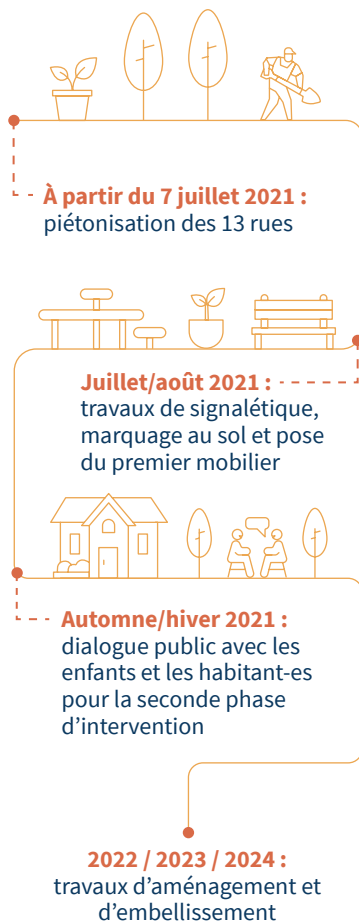 À partir du 7 juillet 2021 :
piétonisation des 13 rues
Juillet/août 2021 :
travaux de signalétique,
marquage au sol et pose
du premier mobilier
Automne/hiver 2021 :
dialogue public avec les
enfants et les habitant-es
pour la seconde phase
d’intervention
2022 / 2023 / 2024 :
travaux d’aménagement et
d’embellissement